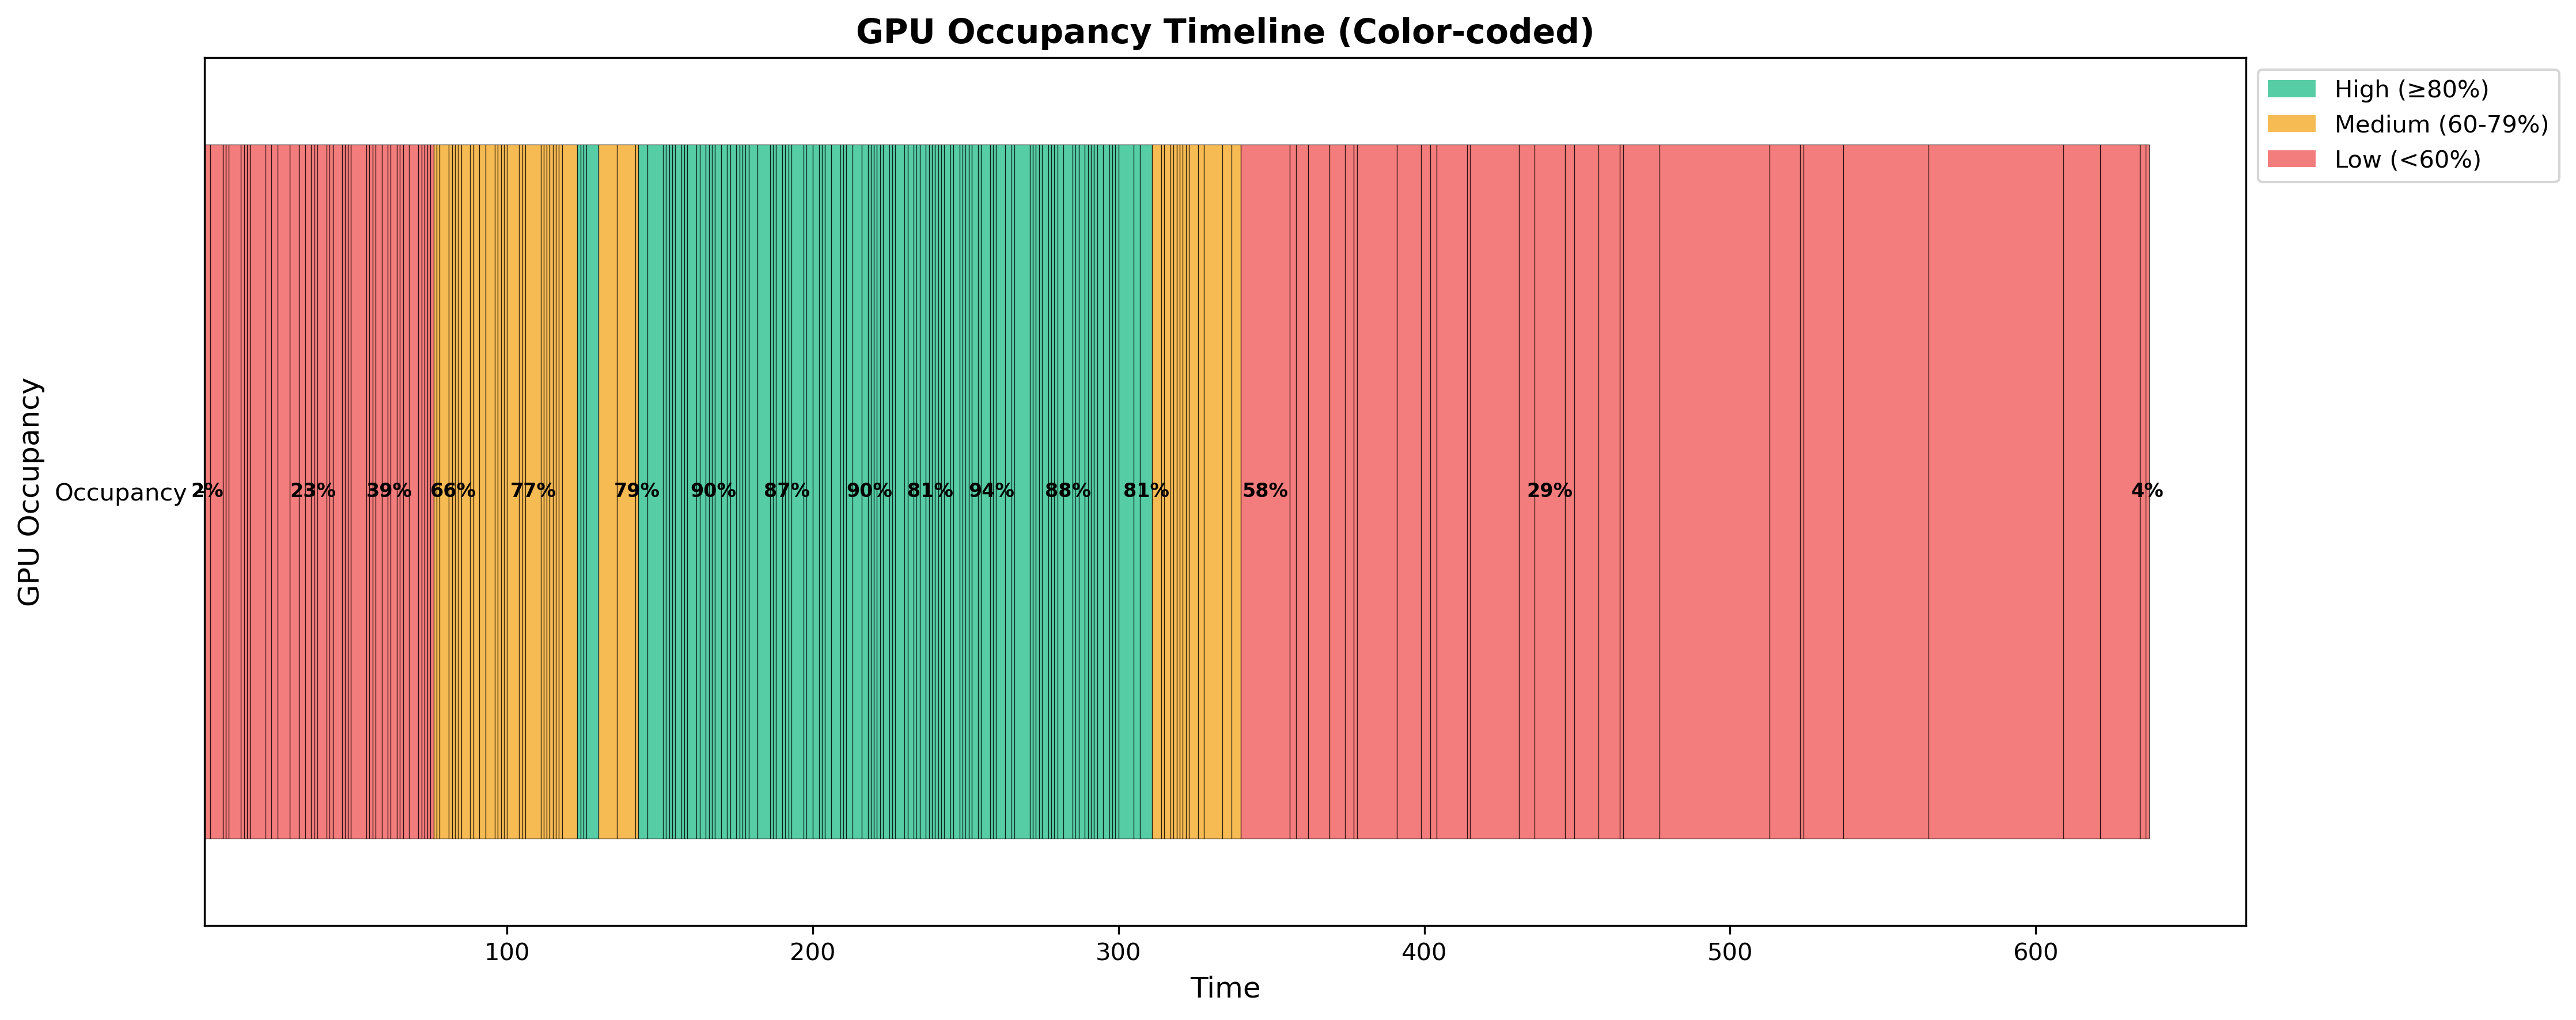 GPU Occupancy Timeline (Color-coded)
High (≥80%)
Medium (60-79%)
Low (<60%)
GPU Occupancy
Occupancy
2% 23% 39% 66% 77% 79% 90% 87% 90% 81% 94% 88% 81% 58% 29% 4%
100 200 300 400 500 600
Time